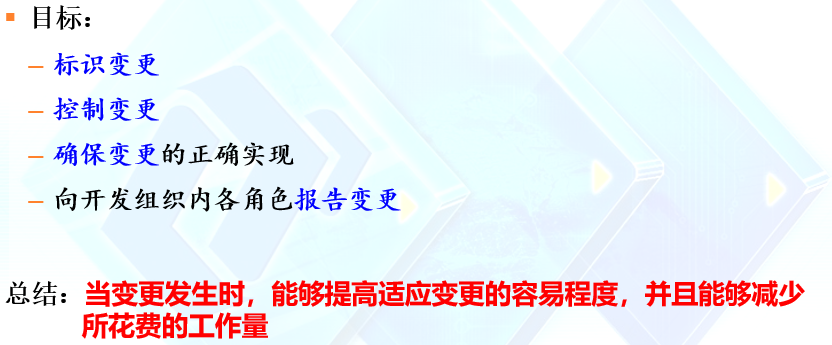 目标：
– 标识变更
– 控制变更
– 确保变更的正确实现
– 向开发组织内各角色报告变更
总结：当变更发生时，能够提高适应变更的容易程度，并且能够减少
所花费的工作量